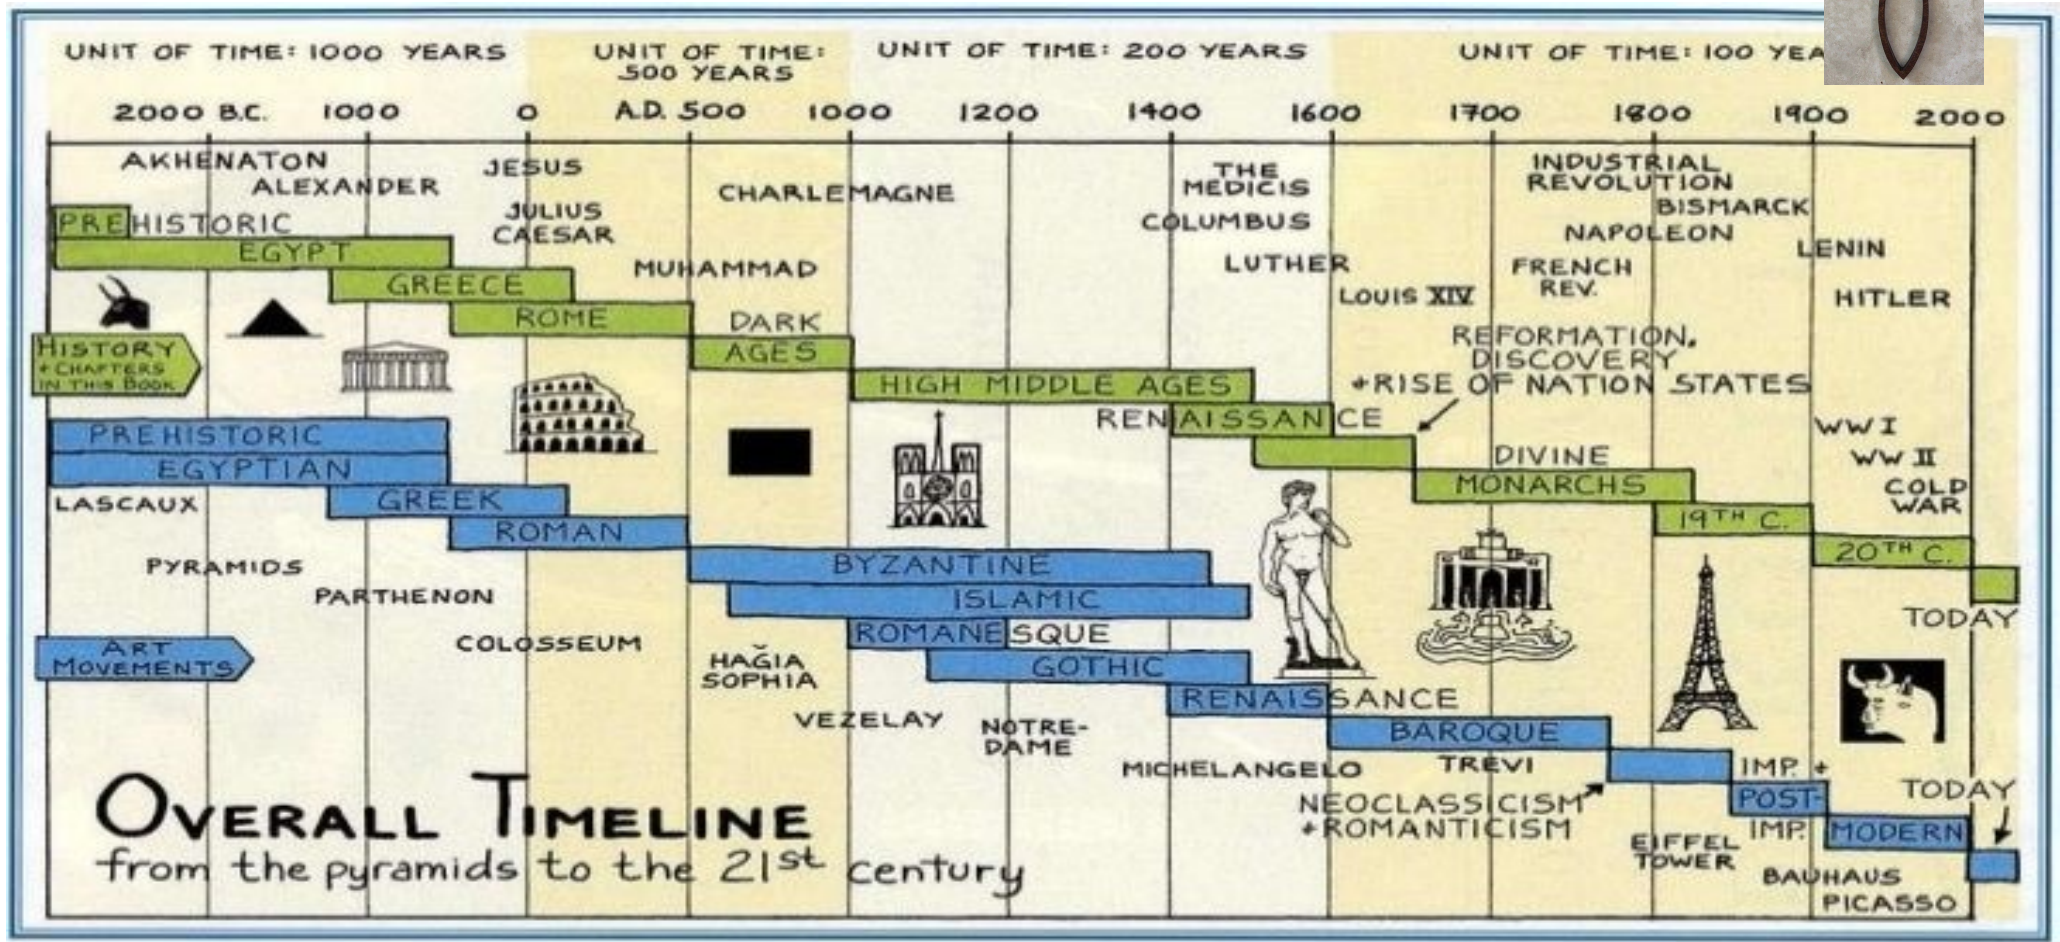 UNIT OF TIME: 1000 YEARS
UNIT OF TIME:
500 YEARS
UNIT OF TIME: 200 YEARS
UNIT OF TIME: 100 YEA
2000 B.C. 1000 0 A.D. 500 1000 1200 1400 1600 1700 1800 1900 2000
AKHENATON
ALEXANDER
JESUS
JULIUS
CAESAR
MUHAMMAD
CHARLEMAGNE
THE
MEDICIS
COLUMBUS
LUTHER
LOUIS XIV
INDUSTRIAL
REVOLUTION
BISMARCK
NAPOLEON
FRENCH
REV.
LENIN
HITLER
PREHISTORIC
EGYPT
GREECE
ROME
DARK
AGES
HIGH MIDDLE AGES
RENAISSANCE
REFORMATION,
DISCOVERY
+RISE OF NATION STATES
DIVINE
MONARCHS
19TH C.
20TH C.
WW I
WW II
COLD
WAR
TODAY
HISTORY
+ CHAPTERS
IN THIS BOOK
PREHISTORIC
EGYPTIAN
GREEK
ROMAN
BYZANTINE
ISLAMIC
ROMANESQUE
GOTHIC
RENAISSANCE
BAROQUE
NEOCLASSICISM
+ROMANTICISM
IMP. +
POST-
IMP.
MODERN
TODAY
LASCAUX
PYRAMIDS
PARTHENON
COLOSSEUM
HAĞIA
SOPHIA
VEZELAY
NOTRE-
DAME
MICHELANGELO
TREVI
EIFFEL
TOWER
BAUHAUS
PICASSO
ART
MOVEMENTS
OVERALL TIMELINE
from the pyramids to the 21st century